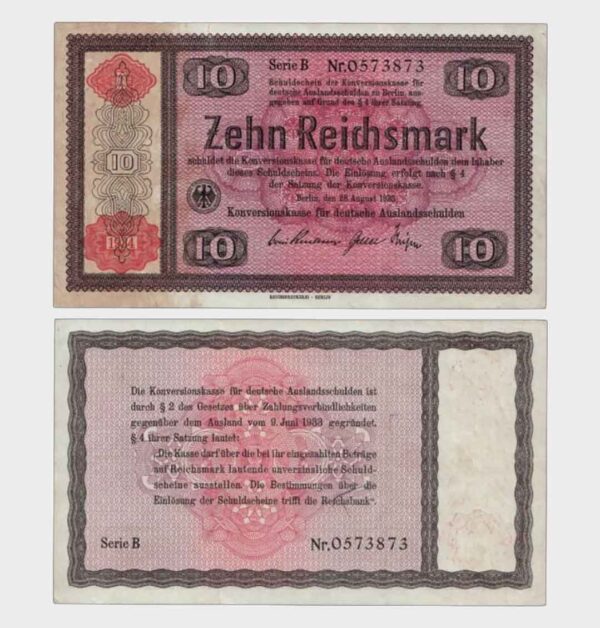 10
Serie B Nr.0573873
10
Schuldschein der Konversionskasse für
deutsche Auslandsschulden zu Berlin, aus-
gegeben auf Grund des § 4 ihrer Satzung.
Zehn Reichsmark
schuldet die Konversionskasse für deutsche Auslandsschulden dem Inhaber
dieses Schuldscheins. Die Einlösung erfolgt nach § 4
der Satzung der Konversionskasse.
Berlin, den 28. August 1933.
Konversionskasse für deutsche Auslandsschulden
10
10
10
1934
REICHSDRUCKEREI · BERLIN
Die Konversionskasse für deutsche Auslandsschulden ist
durch § 2 des Gesetzes über Zahlungsverbindlichkeiten
gegenüber dem Ausland vom 9. Juni 1933 gegründet.
§ 4 ihrer Satzung lautet:
„Die Kasse darf über die bei ihr eingezahlten Beträge
auf Reichsmark lautende unverzinsliche Schuld-
scheine ausstellen. Die Bestimmungen über die
Einlösung der Schuldscheine trifft die Reichsbank“.
Serie B
Nr.0573873